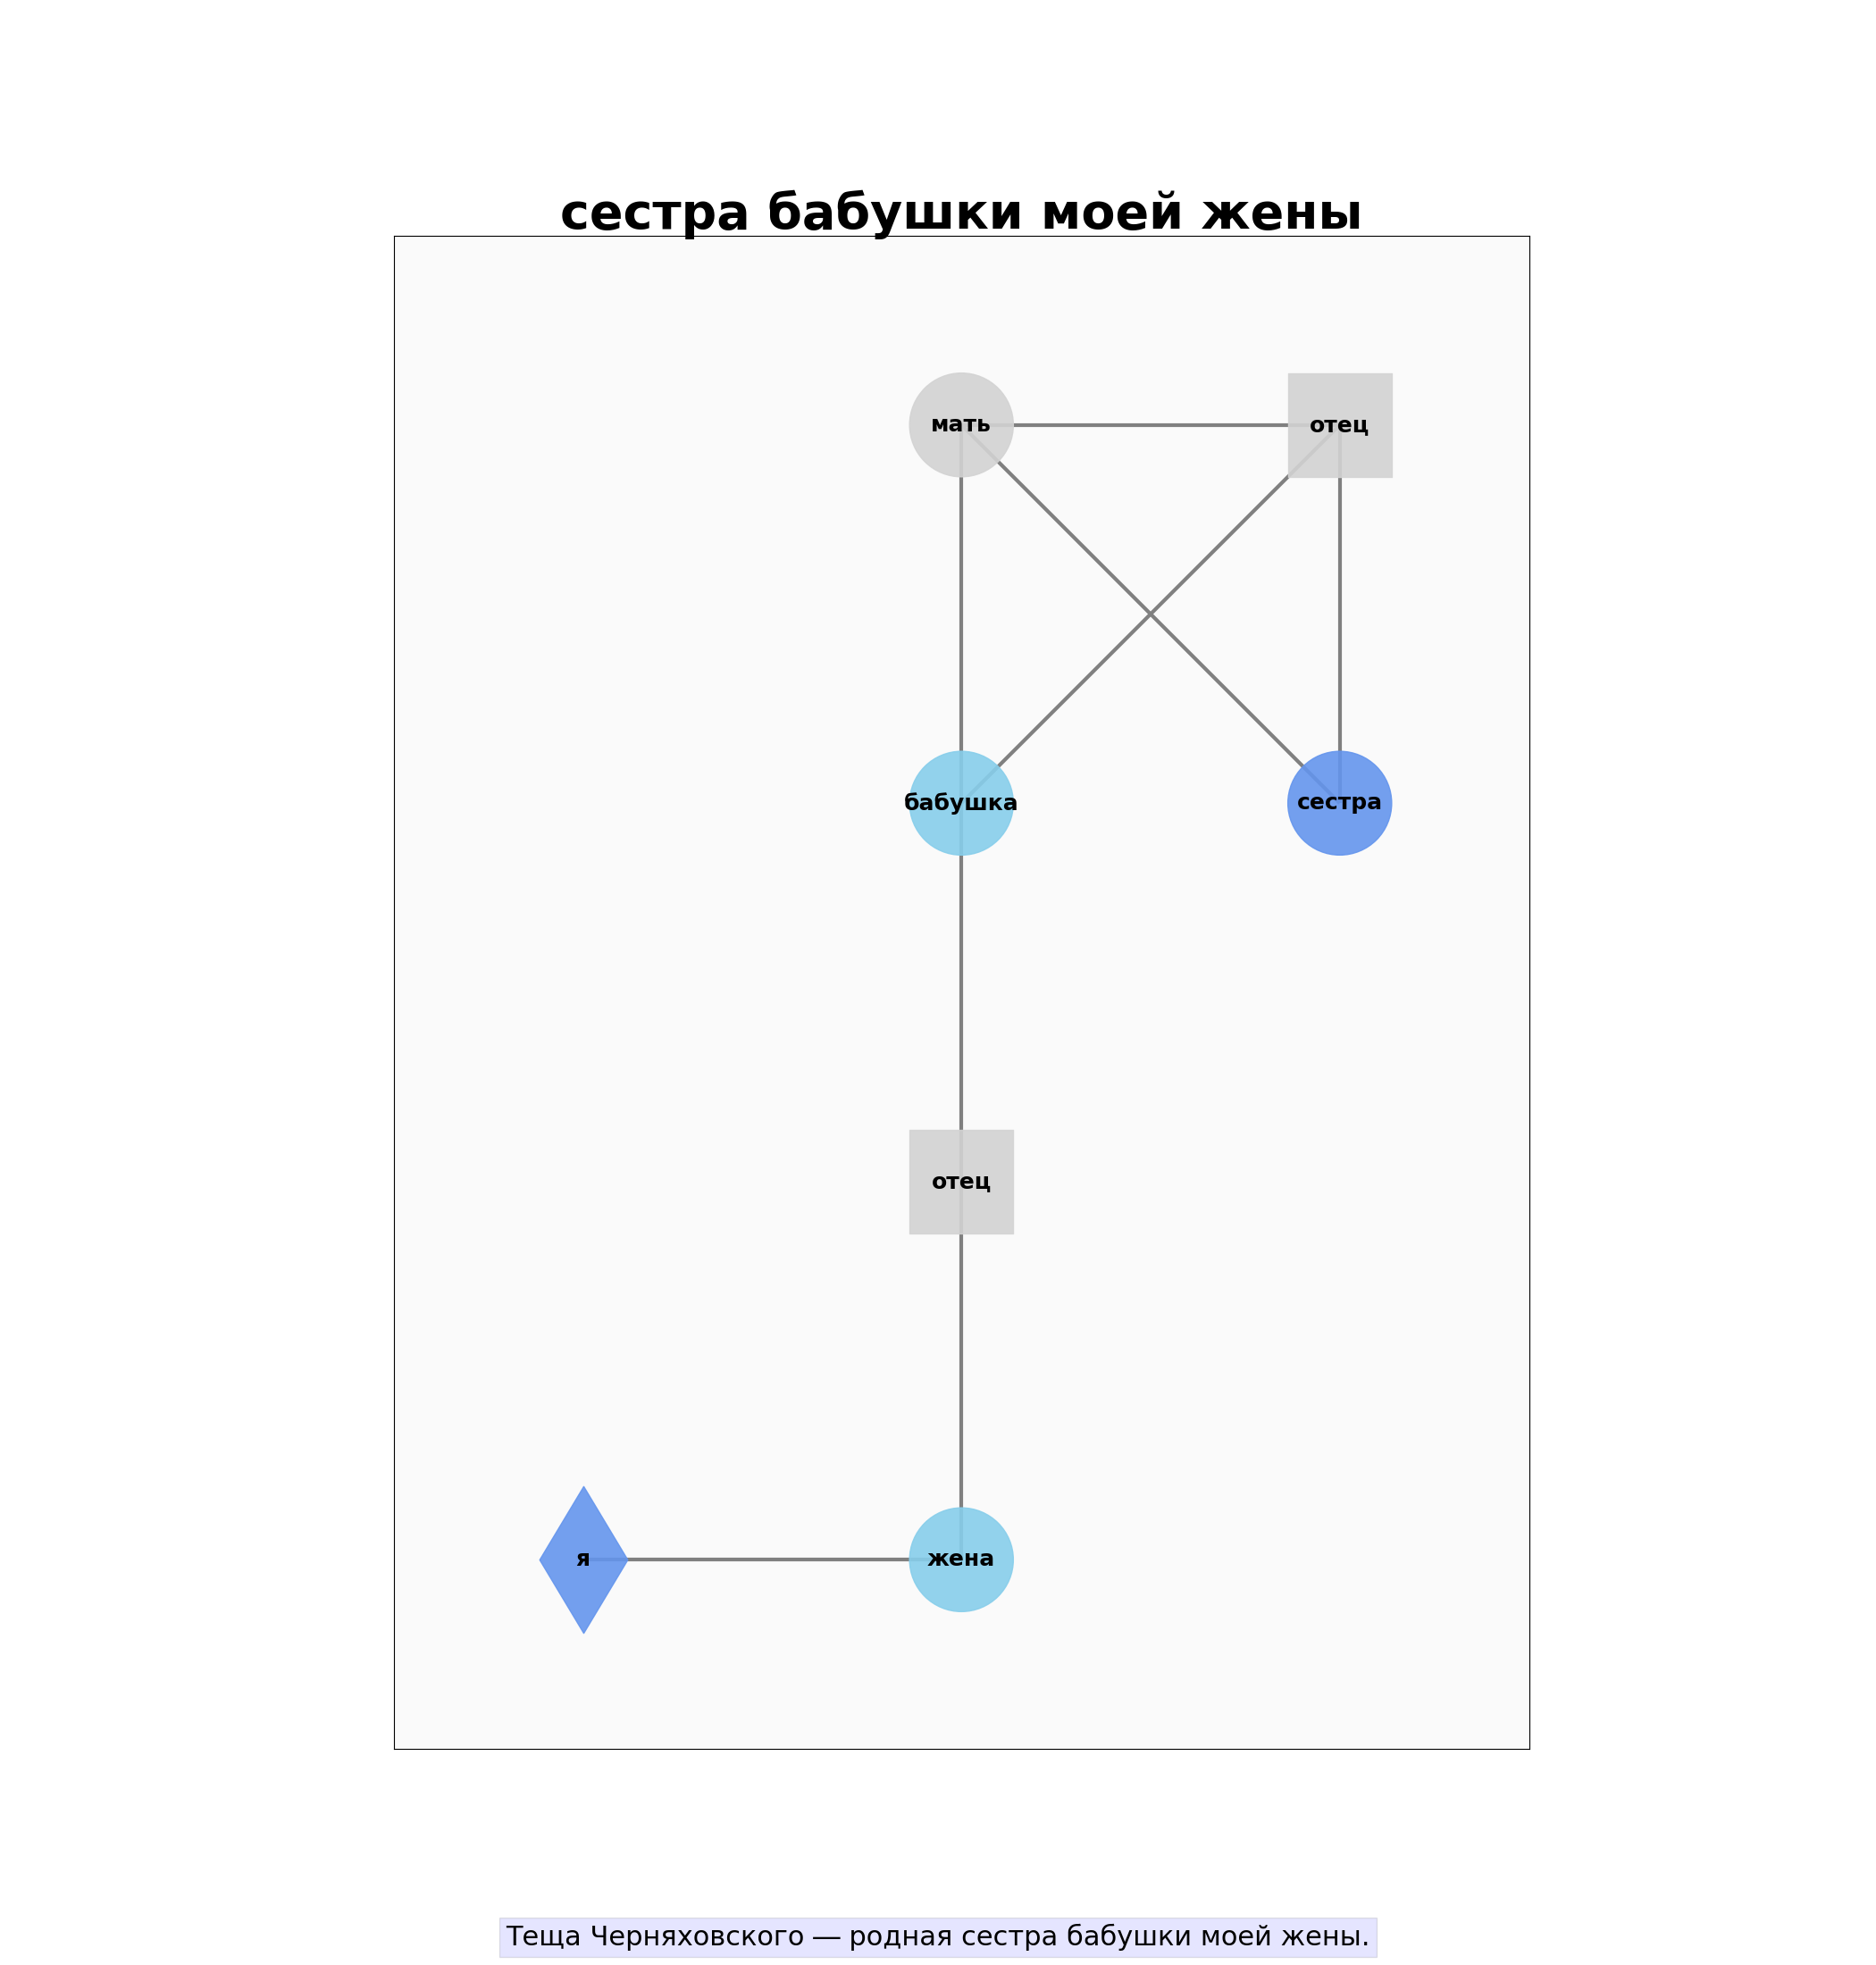 сестра бабушки моей жены
мать
отец
бабушка
сестра
отец
я
жена
Теща Черняховского — родная сестра бабушки моей жены.